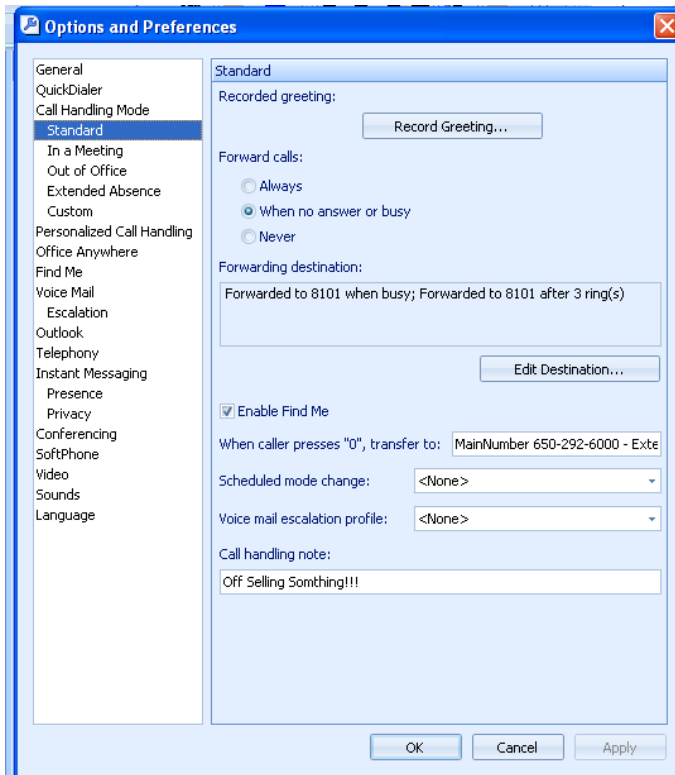 Options and Preferences
General
QuickDialer
Call Handling Mode
Standard
In a Meeting
Out of Office
Extended Absence
Custom
Personalized Call Handling
Office Anywhere
Find Me
Voice Mail
Escalation
Outlook
Telephony
Instant Messaging
Presence
Privacy
Conferencing
SoftPhone
Video
Sounds
Language
Standard
Recorded greeting:
Record Greeting...
Forward calls:
Always
When no answer or busy
Never
Forwarding destination:
Forwarded to 8101 when busy; Forwarded to 8101 after 3 ring(s)
Edit Destination...
Enable Find Me
When caller presses "0", transfer to: MainNumber 650-292-6000 - Exte
Scheduled mode change: <None>
Voice mail escalation profile: <None>
Call handling note:
Off Selling Somthing!!!
OK Cancel Apply